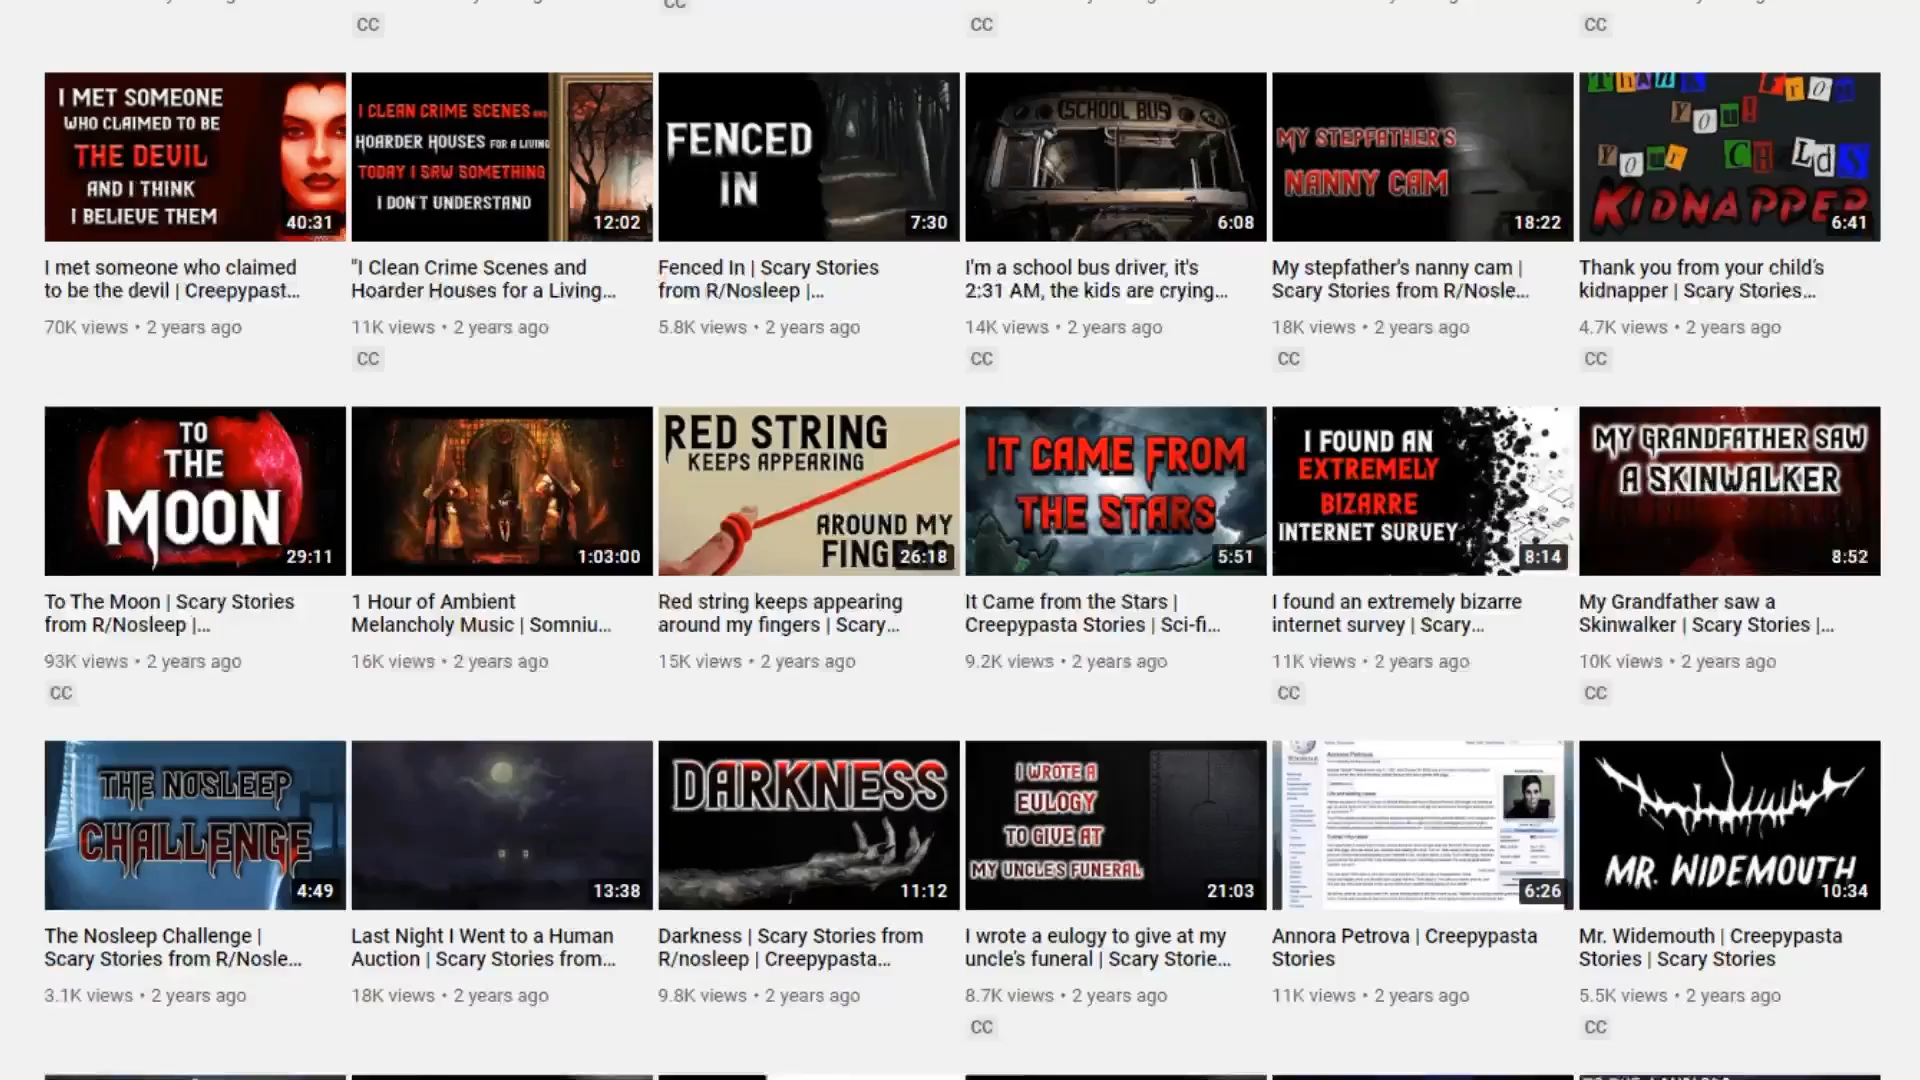 CC
CC
CC
CC
I MET SOMEONE
WHO CLAIMED TO BE
THE DEVIL
AND I THINK
I BELIEVE THEM
40:31
I CLEAN CRIME SCENES AND
HOARDER HOUSES FOR A LIVING
TODAY I SAW SOMETHING
I DON'T UNDERSTAND
12:02
FENCED
IN
7:30
SCHOOL BUS
6:08
MY STEPFATHER'S
NANNY CAM
18:22
ThAnk From
You!
Your CHiLdS
KIDNAPPER
6:41
I met someone who claimed
to be the devil | Creepypast...
70K views • 2 years ago
"I Clean Crime Scenes and
Hoarder Houses for a Living...
11K views • 2 years ago
CC
Fenced In | Scary Stories
from R/Nosleep |...
5.8K views • 2 years ago
I'm a school bus driver, it's
2:31 AM, the kids are crying...
14K views • 2 years ago
CC
My stepfather's nanny cam |
Scary Stories from R/Nosle...
18K views • 2 years ago
CC
Thank you from your child's
kidnapper | Scary Stories...
4.7K views • 2 years ago
CC
TO
THE
MOON
29:11
1:03:00
RED STRING
KEEPS APPEARING
AROUND MY
FINGERS
26:18
IT CAME FROM
THE STARS
5:51
I FOUND AN
EXTREMELY
BIZARRE
INTERNET SURVEY
8:14
MY GRANDFATHER SAW
A SKINWALKER
8:52
To The Moon | Scary Stories
from R/Nosleep |...
93K views • 2 years ago
CC
1 Hour of Ambient
Melancholy Music | Somniu...
16K views • 2 years ago
Red string keeps appearing
around my fingers | Scary...
15K views • 2 years ago
It Came from the Stars |
Creepypasta Stories | Sci-fi...
9.2K views • 2 years ago
I found an extremely bizarre
internet survey | Scary...
11K views • 2 years ago
CC
My Grandfather saw a
Skinwalker | Scary Stories |...
10K views • 2 years ago
CC
THE NOSLEEP
CHALLENGE
4:49
13:38
DARKNESS
11:12
I WROTE A
EULOGY
TO GIVE AT
MY UNCLE'S FUNERAL
21:03
Annora Petrova
6:26
MR. WIDEMOUTH
10:34
The Nosleep Challenge |
Scary Stories from R/Nosle...
3.1K views • 2 years ago
Last Night I Went to a Human
Auction | Scary Stories from...
18K views • 2 years ago
Darkness | Scary Stories from
R/nosleep | Creepypasta...
9.8K views • 2 years ago
I wrote a eulogy to give at my
uncle's funeral | Scary Storie...
8.7K views • 2 years ago
CC
Annora Petrova | Creepypasta
Stories
11K views • 2 years ago
Mr. Widemouth | Creepypasta
Stories | Scary Stories
5.5K views • 2 years ago
CC